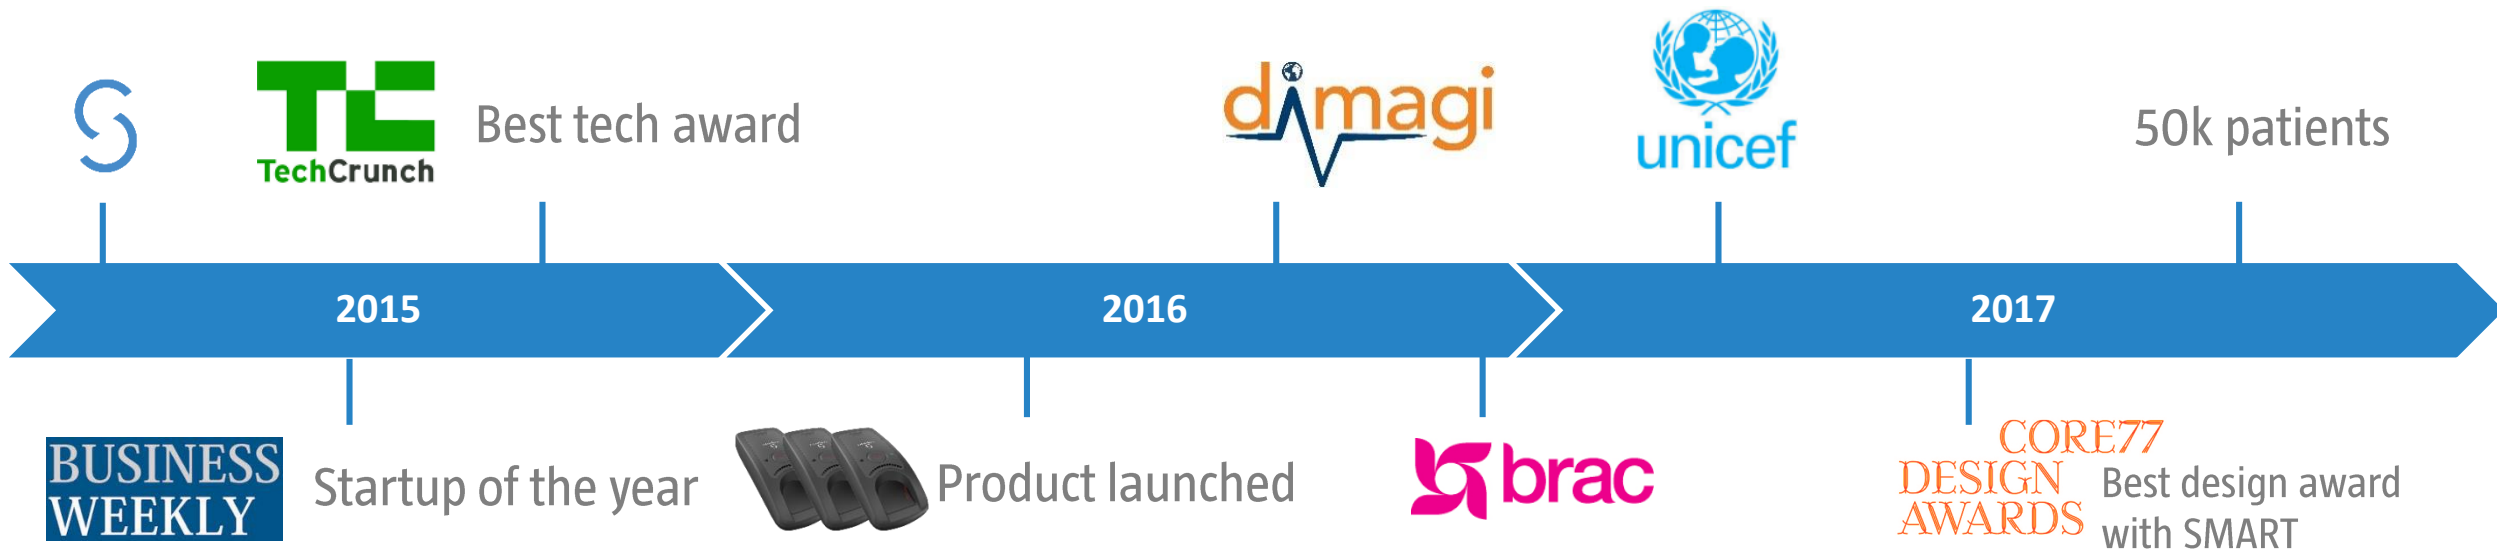 TechCrunch
Best tech award
dimagi
unicef
50k patients
2015
2016
2017
BUSINESS
WEEKLY
Startup of the year
Product launched
brac
CORE77
DESIGN
AWARDS
Best design award
with SMART